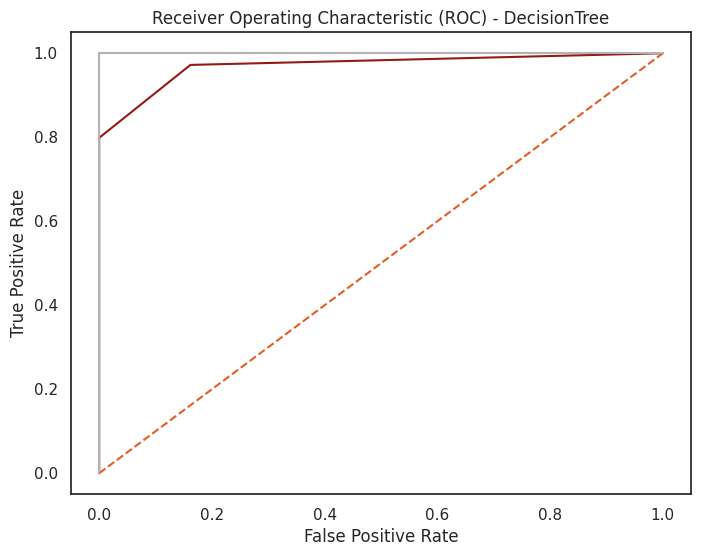 Receiver Operating Characteristic (ROC) - DecisionTree
True Positive Rate
1.0
0.8
0.6
0.4
0.2
0.0
0.0 0.2 0.4 0.6 0.8 1.0
False Positive Rate